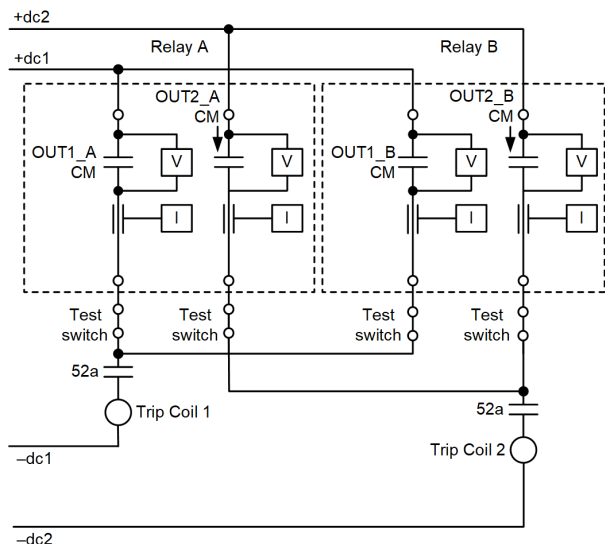 +dc2
Relay A
Relay B
+dc1
OUT2_A
CM
OUT2_B
CM
OUT1_A
CM
V
V
OUT1_B
CM
V
V
I
I
I
I
Test
switch
Test
switch
Test
switch
Test
switch
52a
Trip Coil 1
52a
–dc1
Trip Coil 2
–dc2